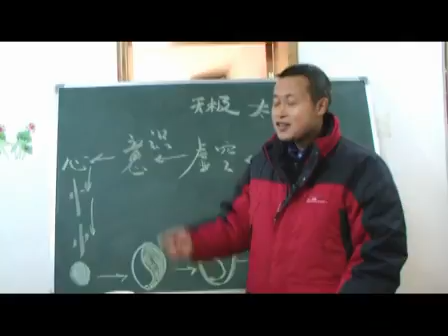 无极 太
心 ← 意识 ← 虚空 ←